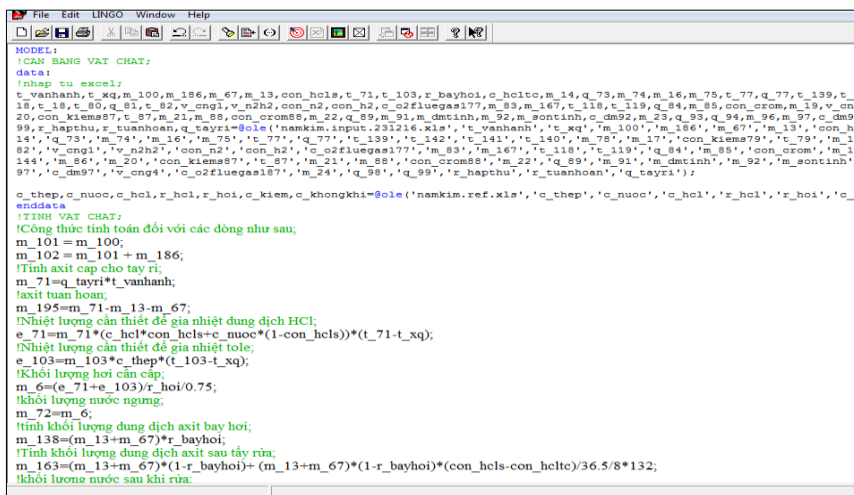 File Edit LINGO Window Help
MODEL:
!CAN BANG VAT CHAT;
data:
!nhap tu excel;
t_vanhanh,t_xq,m_100,m_186,m_67,m_13,con_hcls,t_71,t_103,r_bayhoi,c_hcltc,m_14,q_73,m_74,m_16,m_75,t_77,q_77,t_139,
18,t_18,t_80,q_81,t_82,v_cng1,v_n2h2,con_n2,con_h2,c_o2fluegas177,m_83,m_167,t_118,t_119,q_84,m_85,con_crom,m_19,v_cn
20,con_kiems87,t_87,m_21,m_88,con_crom88,m_22,q_89,m_91,m_dmtinh,m_92,m_sontinh,c_dm92,m_23,q_93,q_94,m_96,m_97,c_dm9
99,r_hapthu,r_tuanhoan,q_tayri=@ole('namkim.input.231216.xls','t_vanhanh','t_xq','m_100','m_186','m_67','m_13','con_h
14','q_73','m_74','m_16','m_75','t_77','q_77','t_139','t_142','t_141','t_140','m_78','m_17','con_kiems79','t_79','m_1
82','v_cng1','v_n2h2','con_n2','con_h2','c_o2fluegas177','m_83','m_167','t_118','t_119','q_84','m_85','con_crom','m_1
144','m_86','m_20','con_kiems87','t_87','m_21','m_88','con_crom88','m_22','q_89','m_91','m_dmtinh','m_92','m_sontinh'
97','c_dm97','v_cng4','c_o2fluegas187','m_24','q_98','q_99','r_hapthu','r_tuanhoan','q_tayri');
c_thep,c_nuoc,c_hcl,r_hcl,r_hoi,c_kiem,c_khongkhi=@ole('namkim.ref.xls','c_thep','c_nuoc','c_hcl','r_hcl','r_hoi','c_
enddata
!TINH VAT CHAT;
!Công thức tính toán đối với các dòng như sau;
m_101 = m_100;
m_102 = m_101 + m_186;
!Tính axit cap cho tay ri;
m_71=q_tayri*t_vanhanh;
!axit tuan hoan;
m_195=m_71-m_13-m_67;
!Nhiệt lượng cần thiết để gia nhiệt dung dịch HCl;
e_71=m_71*(c_hcl*con_hcls+c_nuoc*(1-con_hcls))*(t_71-t_xq);
!Nhiệt lượng cần thiết để gia nhiệt tole;
e_103=m_103*c_thep*(t_103-t_xq);
!Khối lượng hơi cần cấp;
m_6=(e_71+e_103)/r_hoi/0.75;
!khối lượng nước ngưng;
m_72=m_6;
!tính khối lượng dung dịch axit bay hơi;
m_138=(m_13+m_67)*r_bayhoi;
!Tính khối lượng dung dịch axit sau tẩy rửa;
m_163=(m_13+m_67)*(1-r_bayhoi)+ (m_13+m_67)*(1-r_bayhoi)*(con_hcls-con_hcltc)/36.5/8*132;
!khối lượng nước sau khi rửa;